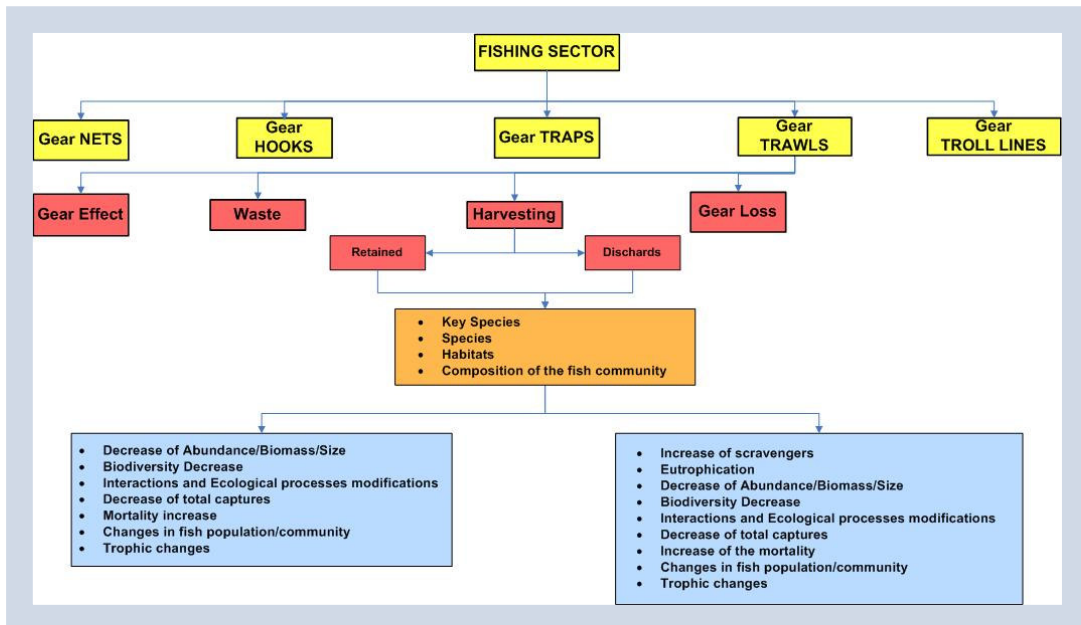 FISHING SECTOR
Gear NETS
Gear
HOOKS
Gear TRAPS
Gear
TRAWLS
Gear
TROLL LINES
Gear Effect
Waste
Harvesting
Gear Loss
Retained
Dischards
• Key Species
• Species
• Habitats
• Composition of the fish community
• Decrease of Abundance/Biomass/Size
• Biodiversity Decrease
• Interactions and Ecological processes modifications
• Decrease of total captures
• Mortality increase
• Changes in fish population/community
• Trophic changes
• Increase of scravengers
• Eutrophication
• Decrease of Abundance/Biomass/Size
• Biodiversity Decrease
• Interactions and Ecological processes modifications
• Decrease of total captures
• Increase of the mortality
• Changes in fish population/community
• Trophic changes